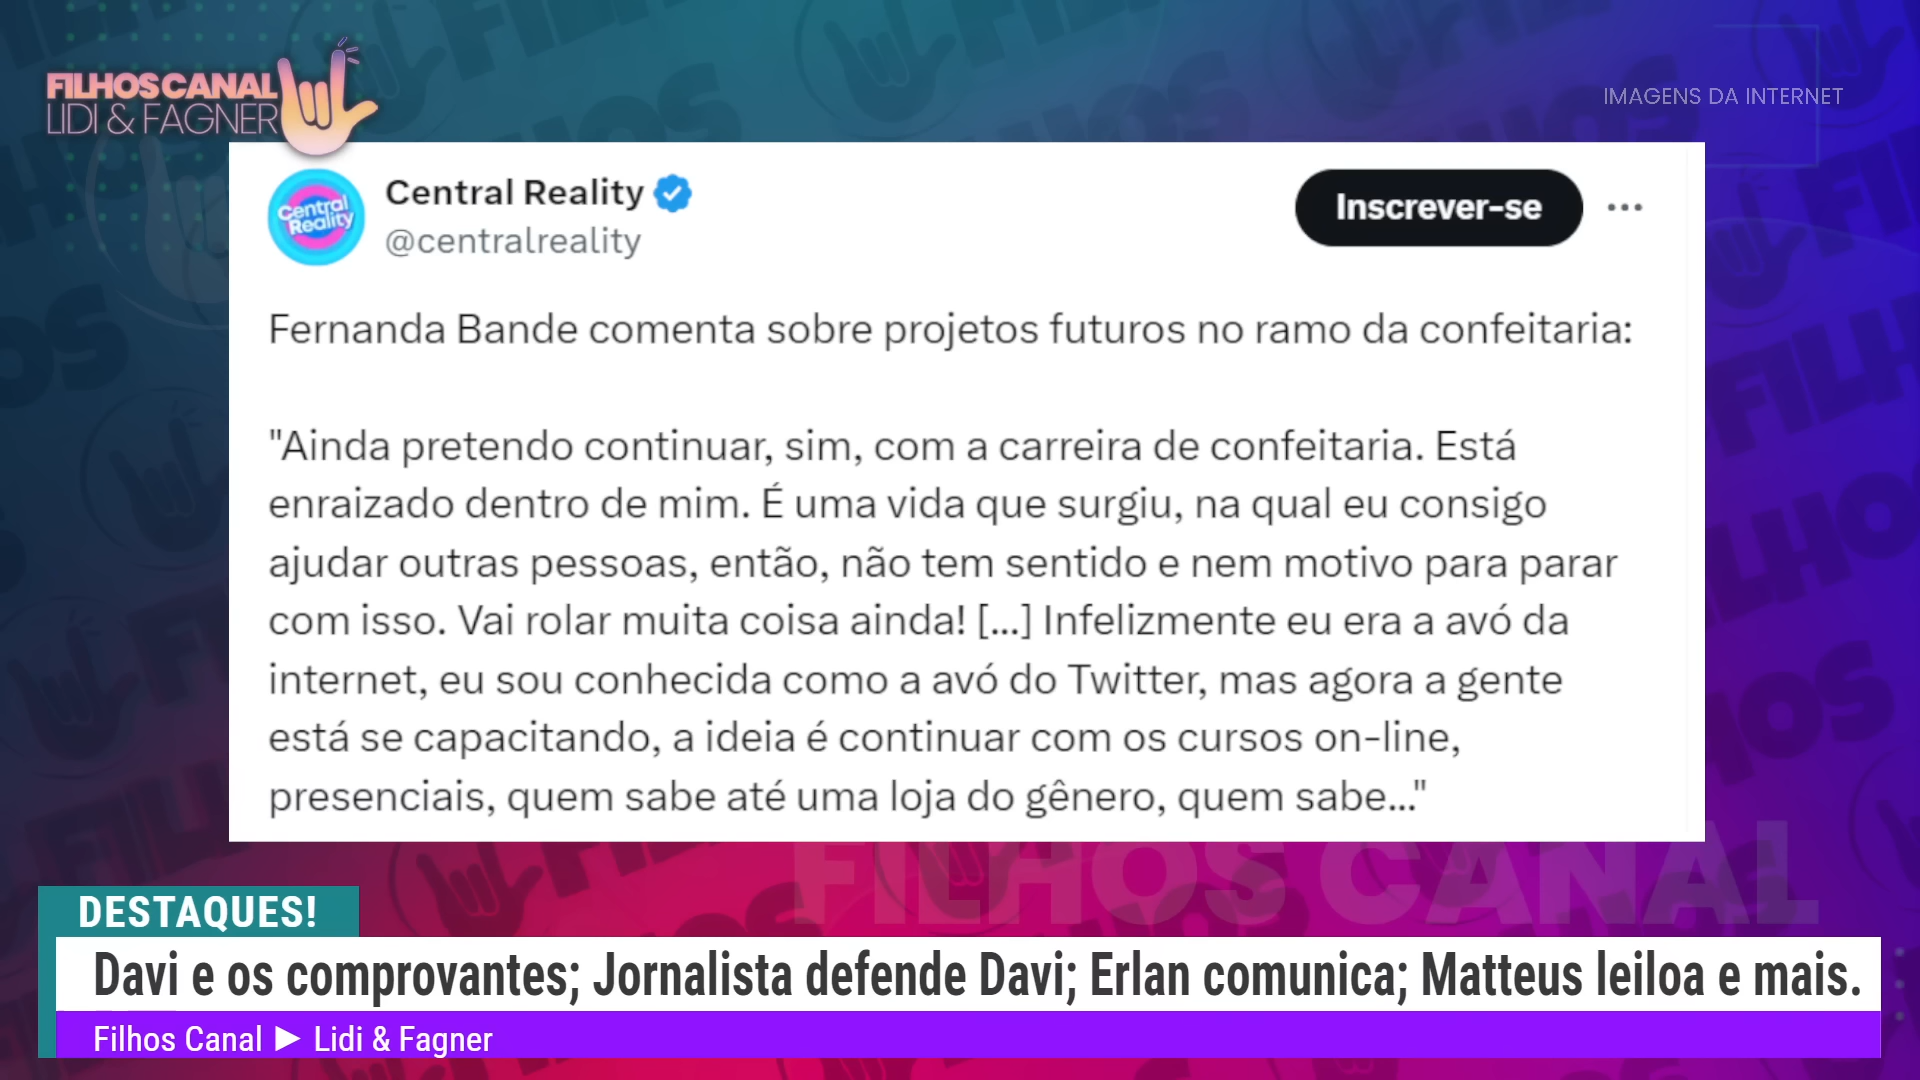 FILHOS CANAL
LIDI & FAGNER
IMAGENS DA INTERNET
Central Reality
Central Reality
@centralreality
Inscrever-se
Fernanda Bande comenta sobre projetos futuros no ramo da confeitaria:
"Ainda pretendo continuar, sim, com a carreira de confeitaria. Está
enraizado dentro de mim. É uma vida que surgiu, na qual eu consigo
ajudar outras pessoas, então, não tem sentido e nem motivo para parar
com isso. Vai rolar muita coisa ainda! [...] Infelizmente eu era a avó da
internet, eu sou conhecida como a avó do Twitter, mas agora a gente
está se capacitando, a ideia é continuar com os cursos on-line,
presenciais, quem sabe até uma loja do gênero, quem sabe..."
FILHOS CANAL
DESTAQUES!
Davi e os comprovantes; Jornalista defende Davi; Erlan comunica; Matteus leiloa e mais.
Filhos Canal ► Lidi & Fagner